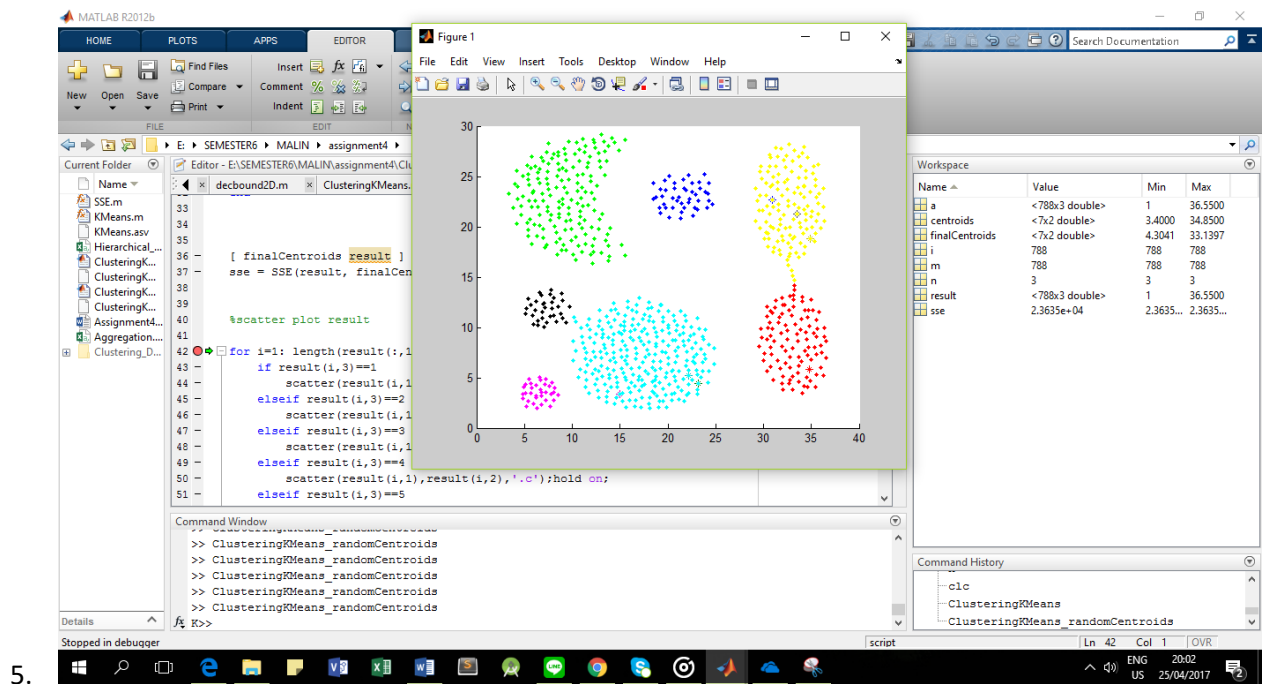 MATLAB R2012b
HOME PLOTS APPS EDITOR
Search Documentation
New Open Save
Find Files
Compare
Print
Insert
Comment
Indent
FILE EDIT N
E: SEMESTER6 MALIN assignment4
Current Folder
Name
SSE.m
KMeans.m
KMeans.asv
Hierarchical_...
ClusteringK...
ClusteringK...
ClusteringK...
ClusteringK...
Assignment4...
Aggregation....
Clustering_D...
Details
Editor - E:\SEMESTER6\MALIN\assignment4\Clu
decbound2D.m ClusteringKMeans.
33
34
35
36 - [ finalCentroids result ]
37 - sse = SSE(result, finalCen
38
39
40 %scatter plot result
41
42 for i=1: length(result(:,1
43 - if result(i,3)==1
44 - scatter(result(i,1
45 - elseif result(i,3)==2
46 - scatter(result(i,1
47 - elseif result(i,3)==3
48 - scatter(result(i,1
49 - elseif result(i,3)==4
50 - scatter(result(i,1),result(i,2),'.c');hold on;
51 - elseif result(i,3)==5
Figure 1
File Edit View Insert Tools Desktop Window Help
30
25
20
15
10
5
0
0 5 10 15 20 25 30 35 40
Command Window
>> ClusteringKMeans_randomCentroids
>> ClusteringKMeans_randomCentroids
>> ClusteringKMeans_randomCentroids
>> ClusteringKMeans_randomCentroids
>> ClusteringKMeans_randomCentroids
>> ClusteringKMeans_randomCentroids
fx K>>
Workspace
Name Value Min Max
a <788x3 double> 1 36.5500
centroids <7x2 double> 3.4000 34.8500
finalCentroids <7x2 double> 4.3041 33.1397
i 788 788 788
m 788 788 788
n 3 3 3
result <788x3 double> 1 36.5500
sse 2.3635e+04 2.3635... 2.3635...
Command History
clc
ClusteringKMeans
ClusteringKMeans_randomCentroids
Stopped in debugger
script
Ln 42 Col 1 OVR
5.
ENG 20:02
US 25/04/2017